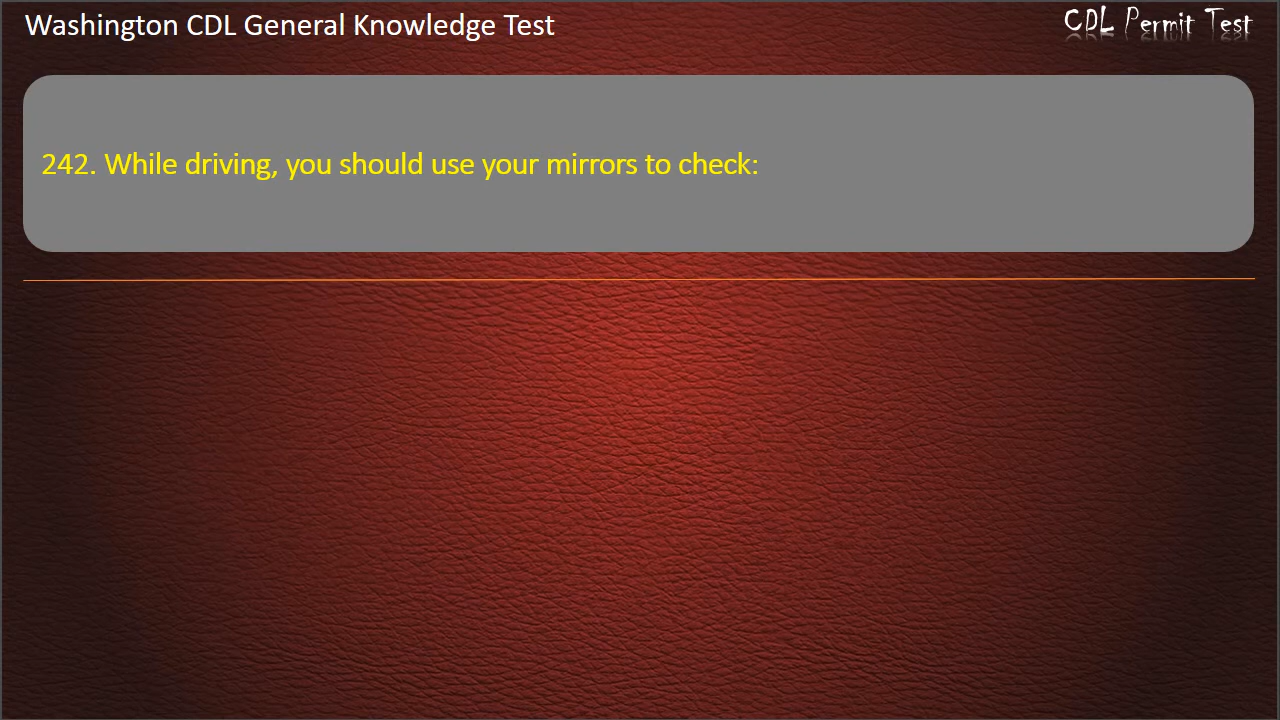 Washington CDL General Knowledge Test
CDL Permit Test
242. While driving, you should use your mirrors to check: